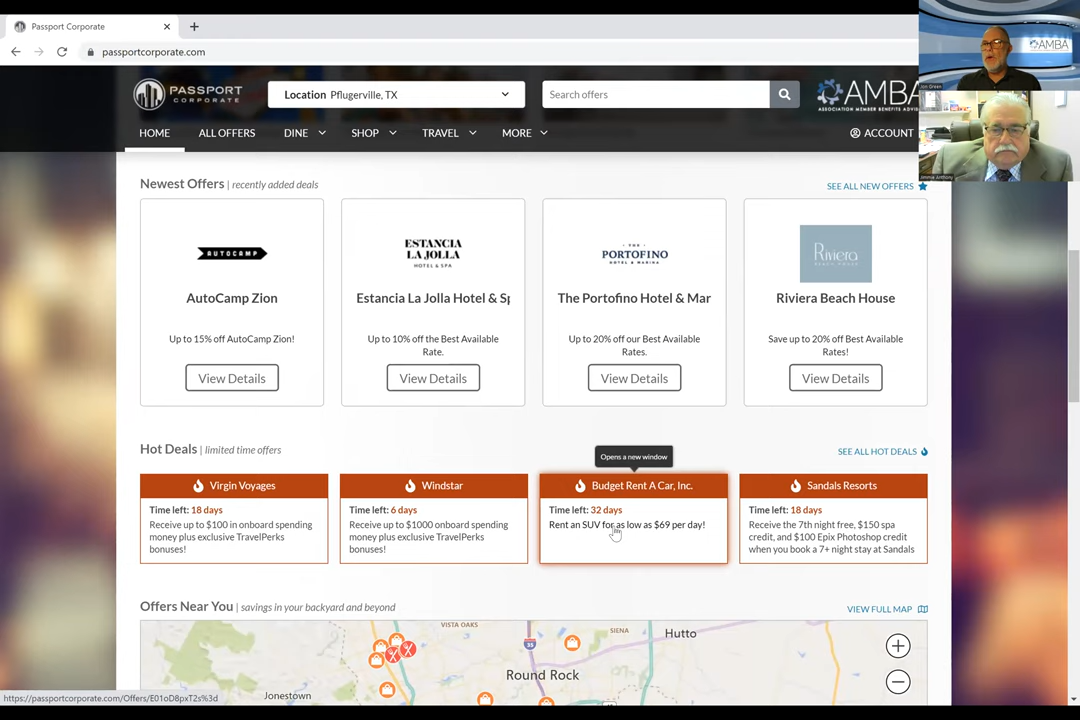 Passport Corporate
passportcorporate.com
PASSPORT
CORPORATE
Location Pflugerville, TX
Search offers
AMBA
ASSOCIATION MEMBER BENEFITS ADVIS
HOME
ALL OFFERS
DINE
SHOP
TRAVEL
MORE
ACCOUNT
AMBA
Jon Green
Jimmie Anthony
Newest Offers | recently added deals
SEE ALL NEW OFFERS
AUTOCAMP
AutoCamp Zion
Up to 15% off AutoCamp Zion!
View Details
ESTANCIA
LA JOLLA
HOTEL & SPA
Estancia La Jolla Hotel & Sp
Up to 10% off the Best Available
Rate.
View Details
THE
PORTOFINO
HOTEL & MARINA
The Portofino Hotel & Mar
Up to 20% off our Best Available
Rates.
View Details
Riviera
BEACH HOUSE
Riviera Beach House
Save up to 20% off Best Available
Rates!
View Details
Hot Deals | limited time offers
SEE ALL HOT DEALS
Opens a new window
Virgin Voyages
Time left: 18 days
Receive up to $100 in onboard spending
money plus exclusive TravelPerks
bonuses!
Windstar
Time left: 6 days
Receive up to $1000 onboard spending
money plus exclusive TravelPerks
bonuses!
Budget Rent A Car, Inc.
Time left: 32 days
Rent an SUV for as low as $69 per day!
Sandals Resorts
Time left: 18 days
Receive the 7th night free, $150 spa
credit, and $100 Epix Photoshop credit
when you book a 7+ night stay at Sandals
Offers Near You | savings in your backyard and beyond
VIEW FULL MAP
VISTA OAKS
SIENA
Hutto
35
Round Rock
Jonestown
https://passportcorporate.com/Offers/E01oD8pxT2s%3d